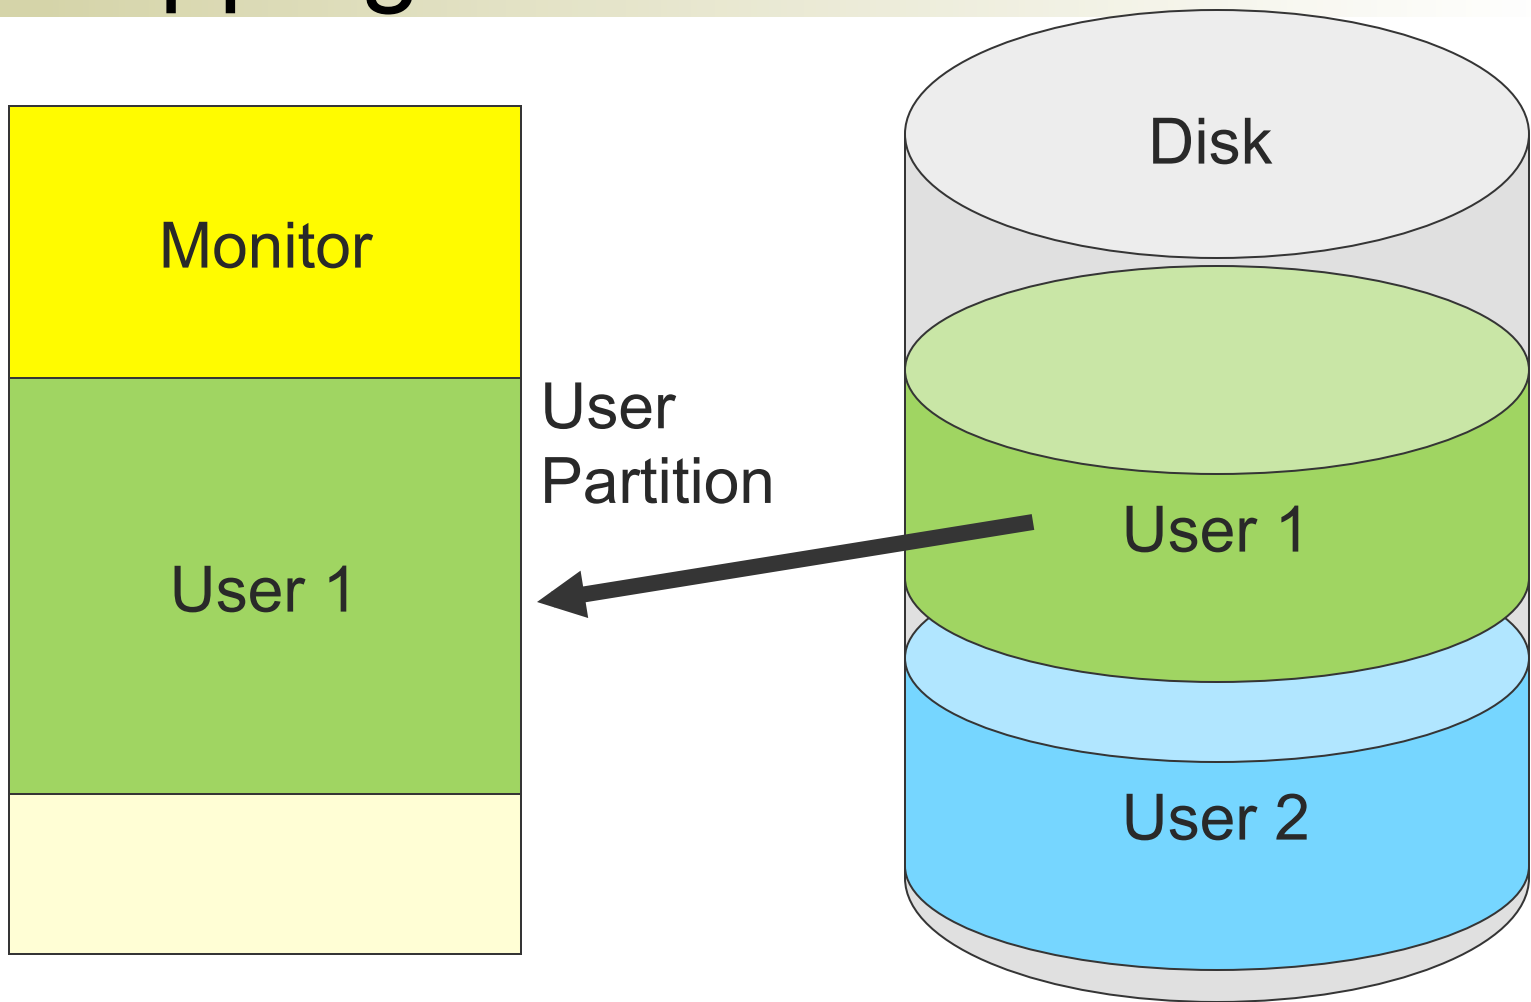 Monitor
User 1
User
Partition
Disk
User 1
User 2